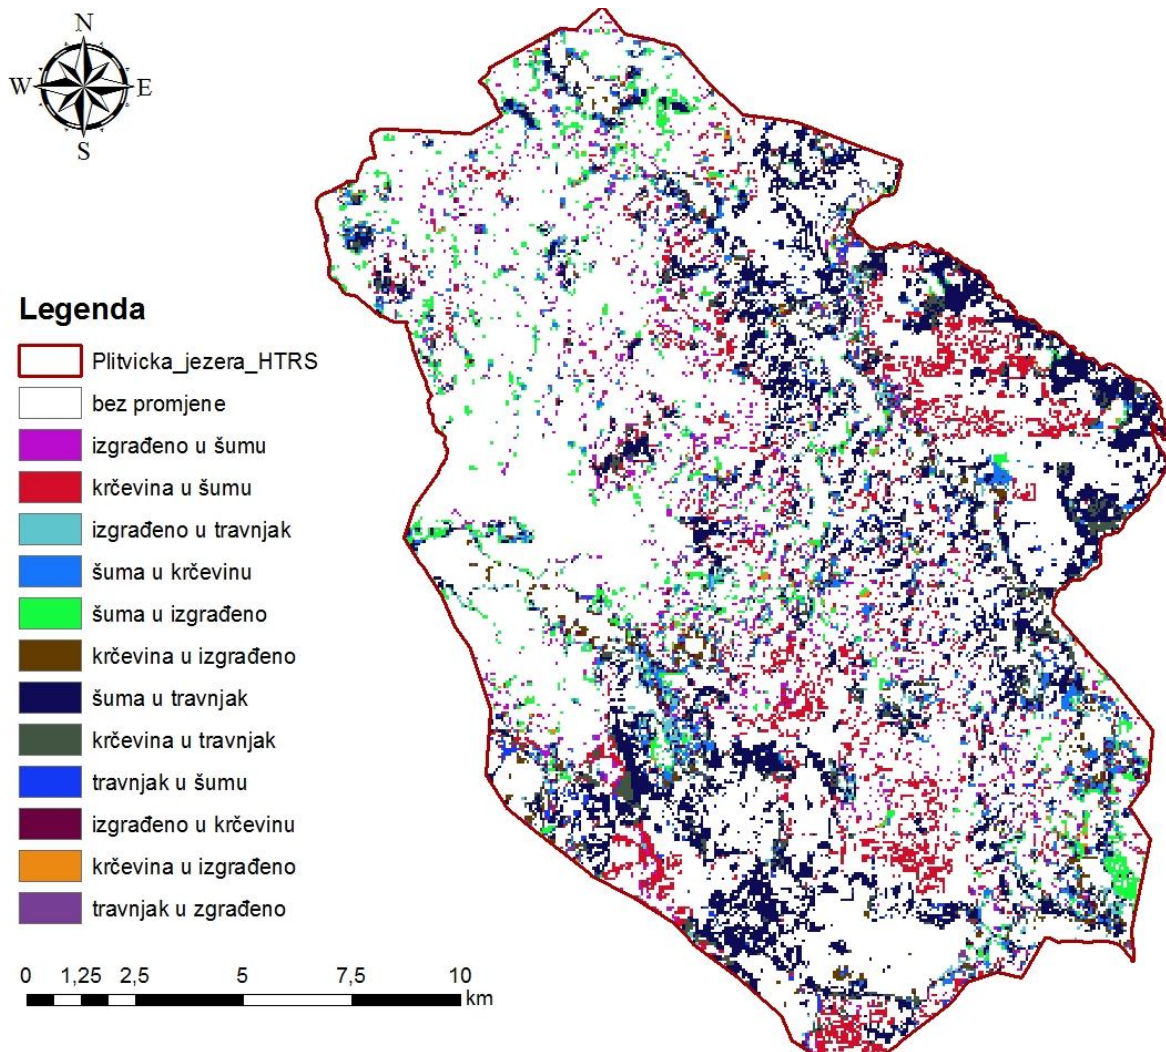 N
W E
S
Legenda
Plitvicka_jezera_HTRS
bez promjene
izgrađeno u šumu
krčevina u šumu
izgrađeno u travnjak
šuma u krčevinu
šuma u izgrađeno
krčevina u izgrađeno
šuma u travnjak
krčevina u travnjak
travnjak u šumu
izgrađeno u krčevinu
krčevina u izgrađeno
travnjak u zgrađeno
0 1,25 2,5 5 7,5 10
km